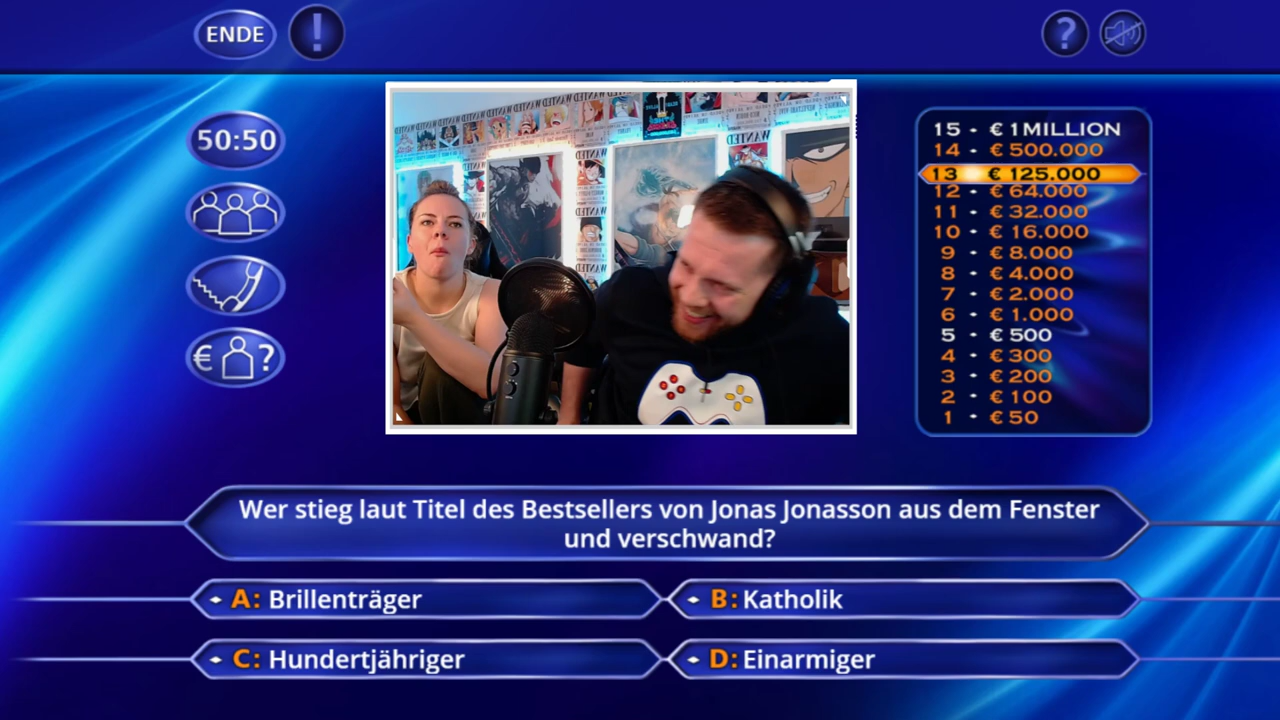 ENDE
!
?
50:50
€ ?
15 • € 1 MILLION
14 • € 500.000
13 € 125.000
12 • € 64.000
11 • € 32.000
10 • € 16.000
9 • € 8.000
8 • € 4.000
7 • € 2.000
6 • € 1.000
5 • € 500
4 • € 300
3 • € 200
2 • € 100
1 • € 50
WANTED
Wer stieg laut Titel des Bestsellers von Jonas Jonasson aus dem Fenster
und verschwand?
A: Brillenträger
B: Katholik
C: Hundertjähriger
D: Einarmiger